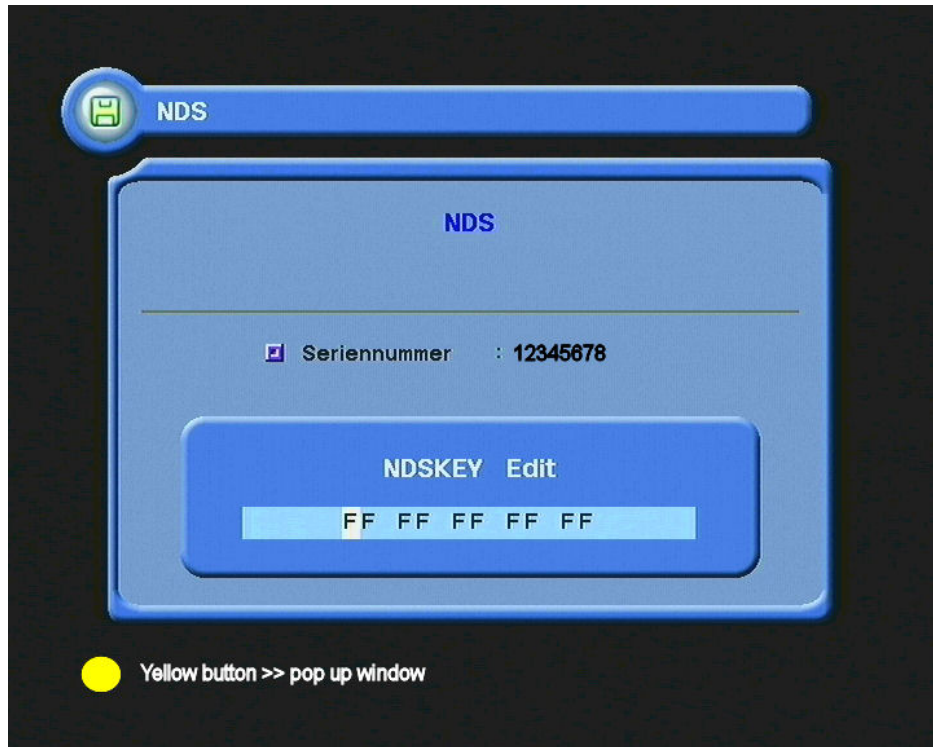 NDS
NDS
Seriennummer : 12345678
NDSKEY Edit
FF FF FF FF FF
Yellow button >> pop up window